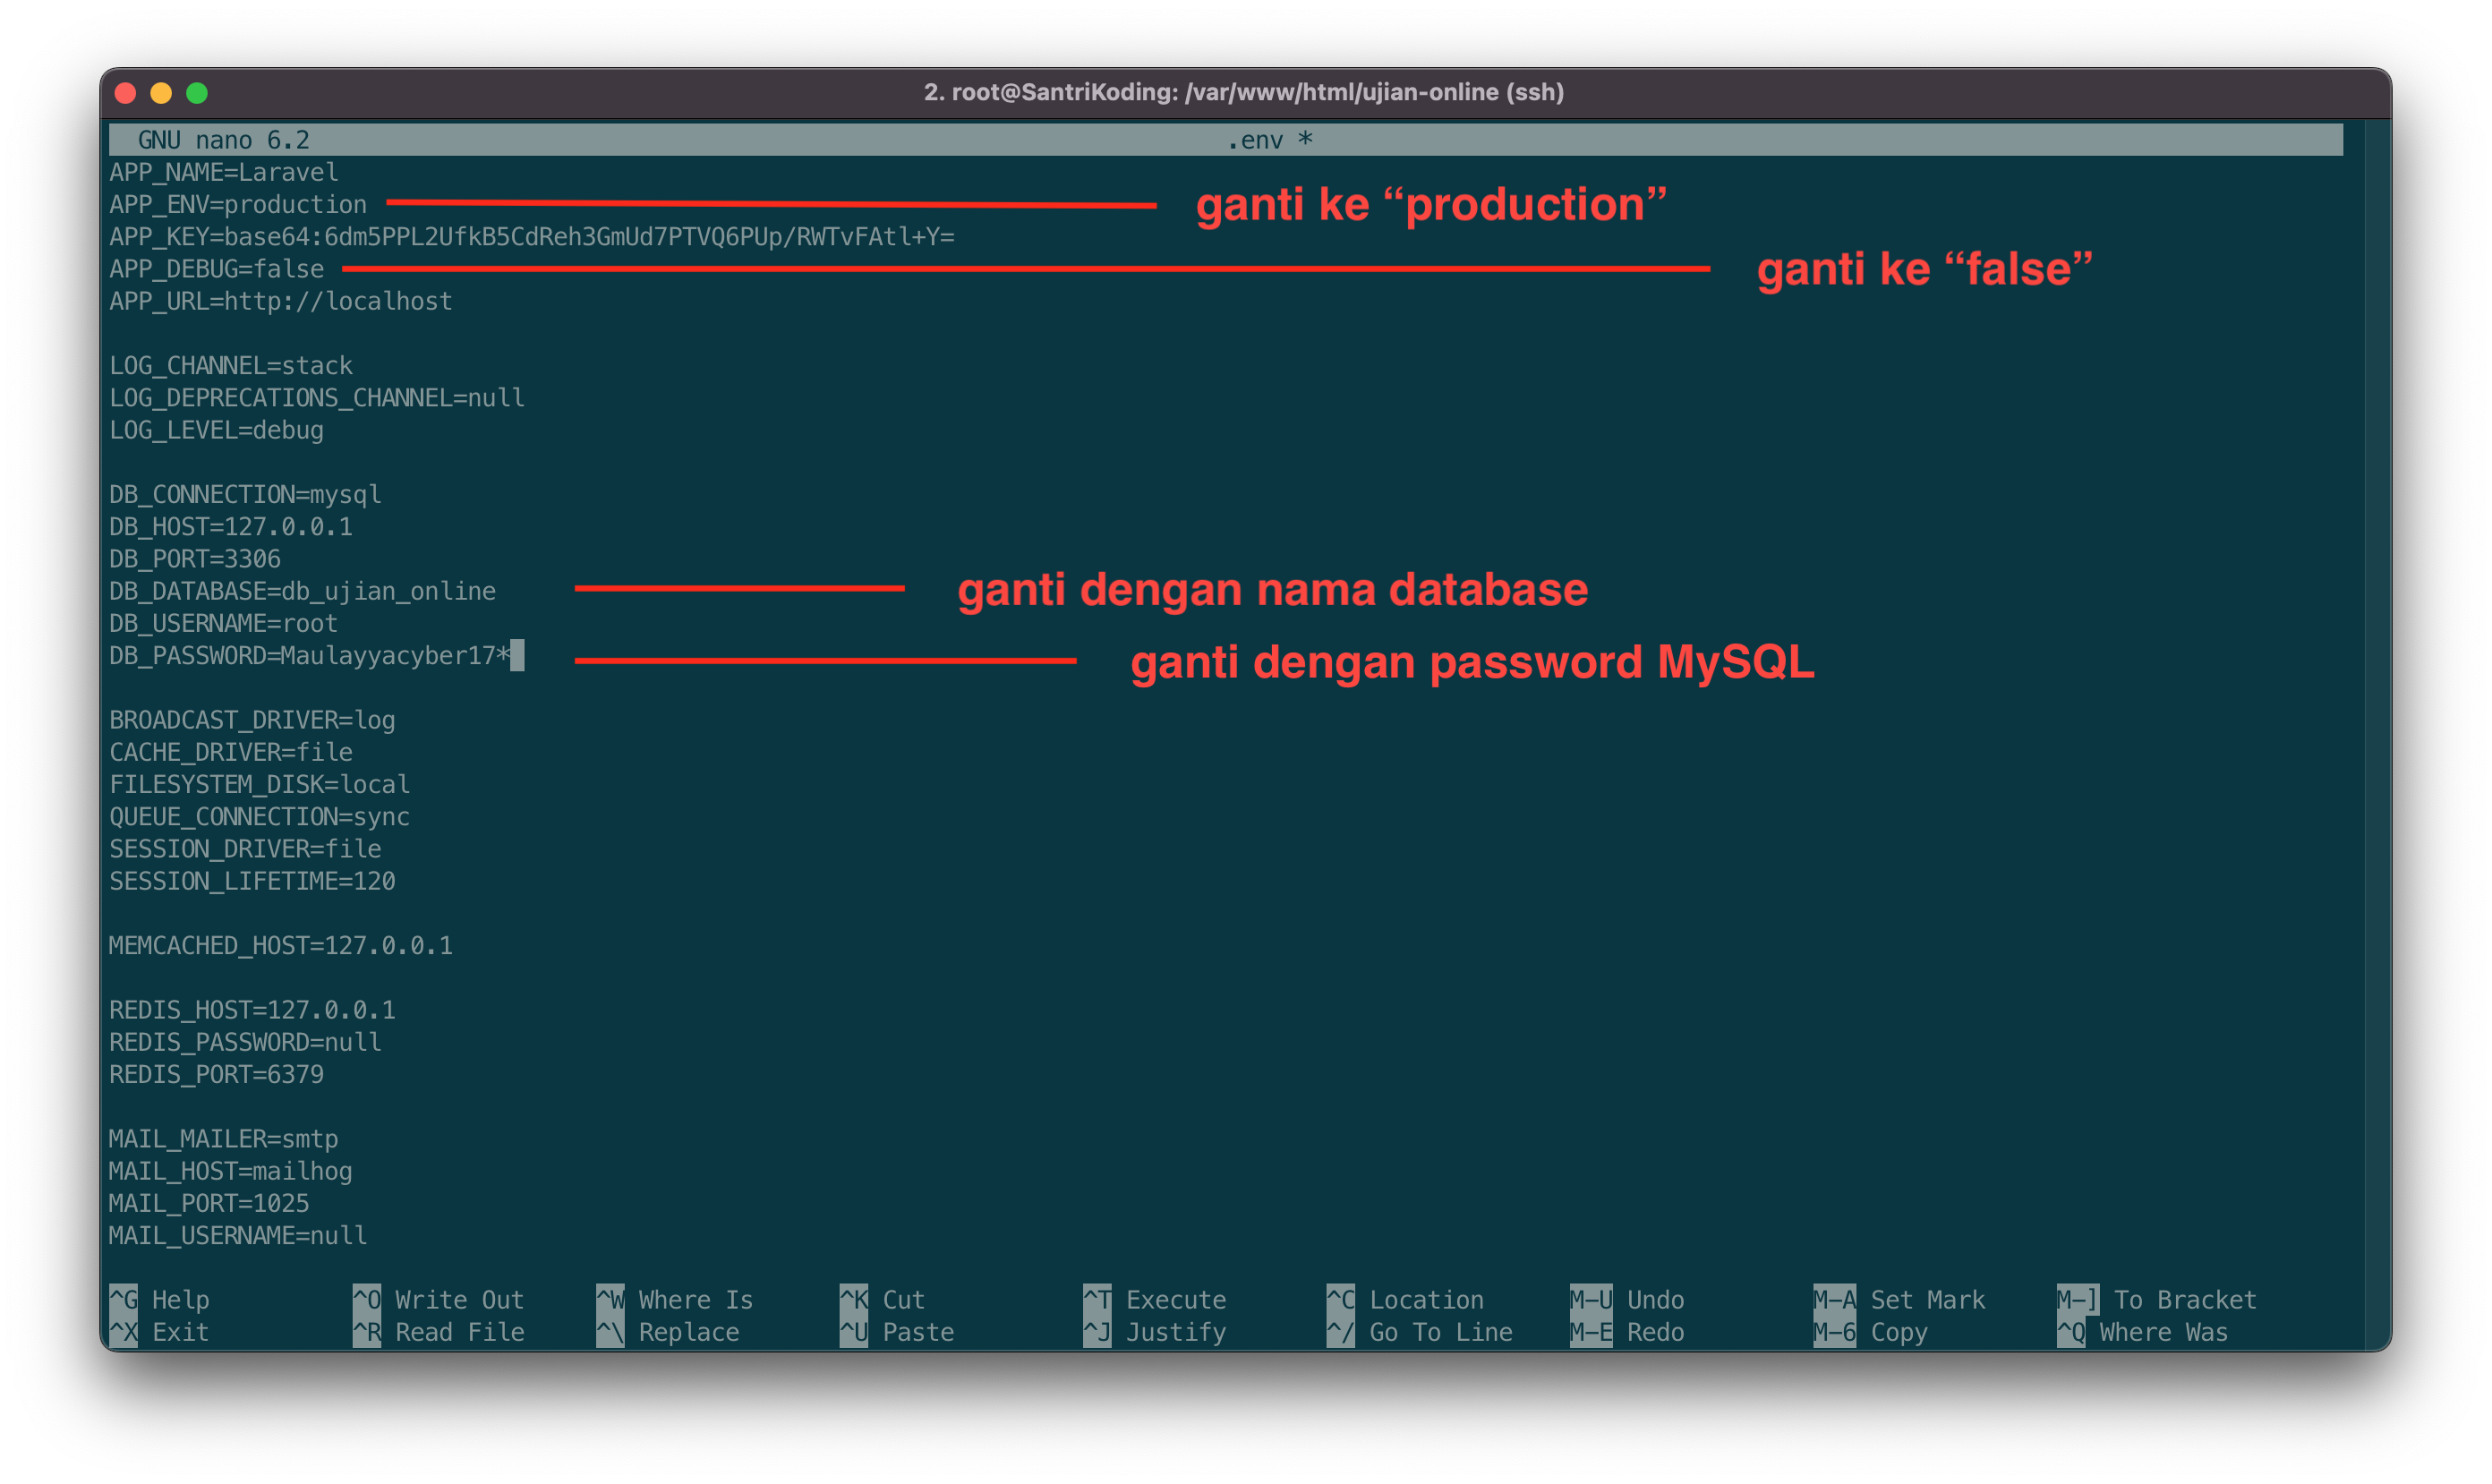 2. root@SantriKoding: /var/www/html/ujian-online (ssh)
GNU nano 6.2 .env *
APP_NAME=Laravel
APP_ENV=production ganti ke “production”
APP_KEY=base64:6dm5PPL2UfkB5CdReh3GmUd7PTVQ6PUp/RWTvFAtl+Y=
APP_DEBUG=false ganti ke “false”
APP_URL=http://localhost
LOG_CHANNEL=stack
LOG_DEPRECATIONS_CHANNEL=null
LOG_LEVEL=debug
DB_CONNECTION=mysql
DB_HOST=127.0.0.1
DB_PORT=3306
DB_DATABASE=db_ujian_online ganti dengan nama database
DB_USERNAME=root
DB_PASSWORD=Maulayyacyber17* ganti dengan password MySQL
BROADCAST_DRIVER=log
CACHE_DRIVER=file
FILESYSTEM_DISK=local
QUEUE_CONNECTION=sync
SESSION_DRIVER=file
SESSION_LIFETIME=120
MEMCACHED_HOST=127.0.0.1
REDIS_HOST=127.0.0.1
REDIS_PASSWORD=null
REDIS_PORT=6379
MAIL_MAILER=smtp
MAIL_HOST=mailhog
MAIL_PORT=1025
MAIL_USERNAME=null
^G Help ^O Write Out ^W Where Is ^K Cut ^T Execute ^C Location M-U Undo M-A Set Mark M-] To Bracket
^X Exit ^R Read File ^\ Replace ^U Paste ^J Justify ^/ Go To Line M-E Redo M-6 Copy ^Q Where Was